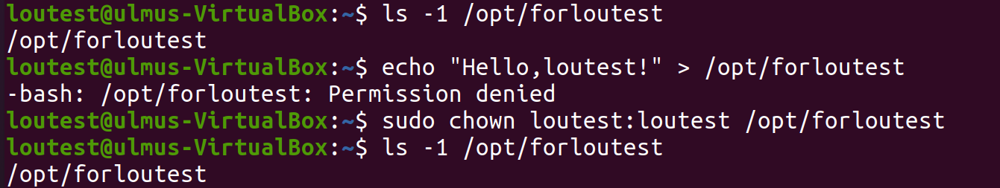 loutest@ulmus-VirtualBox:~$ ls -1 /opt/forloutest
/opt/forloutest
loutest@ulmus-VirtualBox:~$ echo "Hello,loutest!" > /opt/forloutest
-bash: /opt/forloutest: Permission denied
loutest@ulmus-VirtualBox:~$ sudo chown loutest:loutest /opt/forloutest
loutest@ulmus-VirtualBox:~$ ls -1 /opt/forloutest
/opt/forloutest